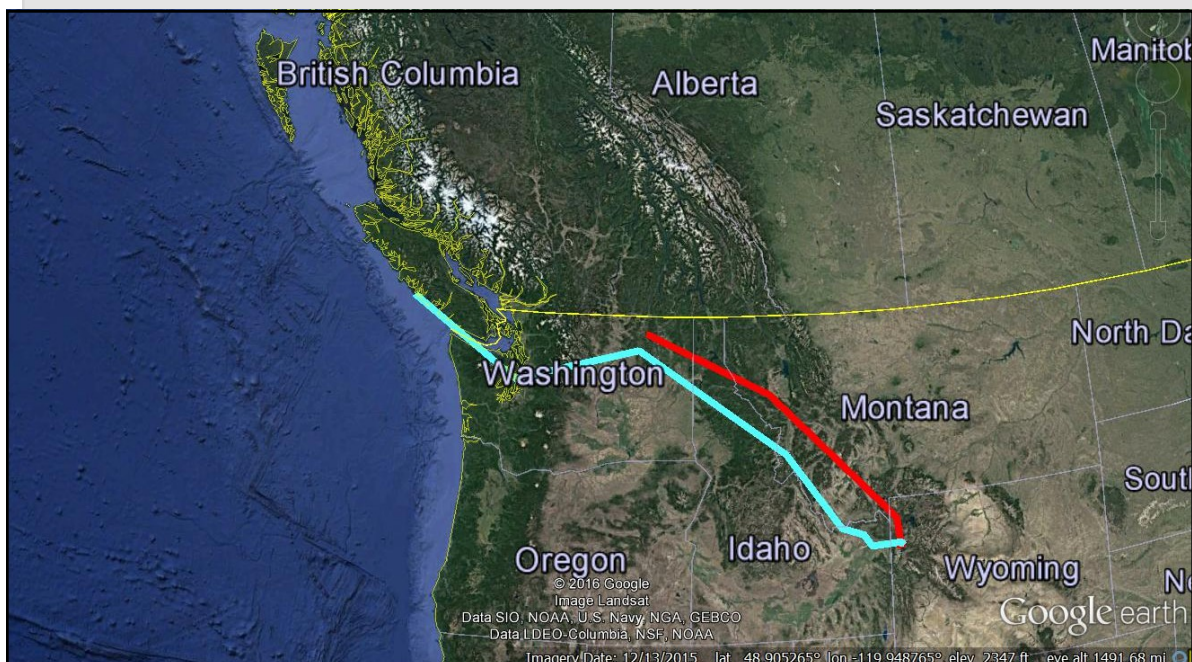 British Columbia
Alberta
Manitob
Saskatchewan
Washington
Montana
North Da
South
Oregon
Idaho
Wyoming
Ne
© 2016 Google
Image Landsat
Data SIO, NOAA, U.S. Navy, NGA, GEBCO
Data LDEO-Columbia, NSF, NOAA
Google earth
Imagery Date: 12/13/2015 lat 48.905265° lon -119.948765° elev 2347 ft eye alt 1491.68 mi